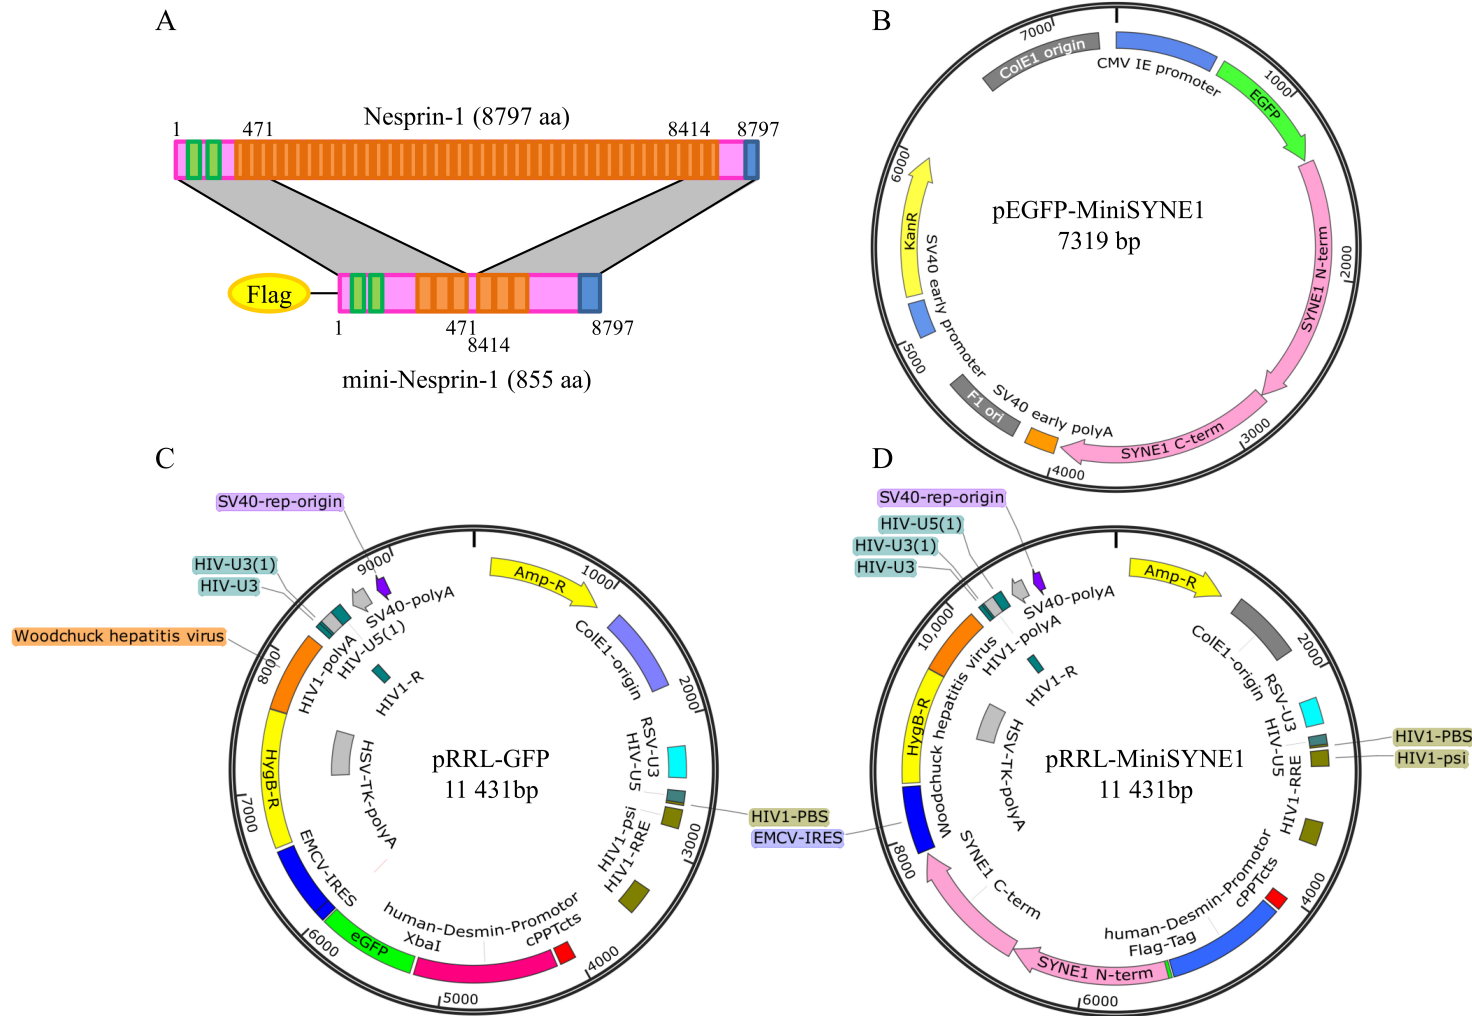 A
Nesprin-1 (8797 aa)
1
471
8414
8797
Flag
1
471
8414
8797
mini-Nesprin-1 (855 aa)
B
pEGFP-MiniSYNE1
7319 bp
CMV IE promoter
1000
EGFP
2000
SYNE1 N-term
3000
SYNE1 C-term
4000
SV40 early polyA
F1 ori
5000
SV40 early promoter
KanR
6000
ColE1 origin
7000
C
pRRL-GFP
11 431bp
Amp-R
1000
ColE1-origin
2000
RSV-U3
HIV-U5
HIV1-PBS
HIV1-psi
3000
HIV1-RRE
4000
cPPTcts
human-Desmin-Promotor
XbaI
5000
eGFP
6000
EMCV-IRES
7000
HygB-R
HSV-TK-polyA
8000
Woodchuck hepatitis virus
HIV-U3
HIV-U3(1)
HIV1-polyA
HIV-U5(1)
HIV1-R
SV40-polyA
9000
SV40-rep-origin
D
pRRL-MiniSYNE1
11 431bp
Amp-R
ColE1-origin
2000
RSV-U3
HIV-U5
HIV1-PBS
HIV1-psi
HIV1-RRE
4000
cPPTcts
human-Desmin-Promotor
Flag-Tag
6000
SYNE1 N-term
SYNE1 C-term
8000
EMCV-IRES
HygB-R
HSV-TK-polyA
Woodchuck hepatitis virus
10,000
HIV-U3
HIV-U3(1)
HIV-U5(1)
HIV1-polyA
HIV1-R
SV40-polyA
SV40-rep-origin